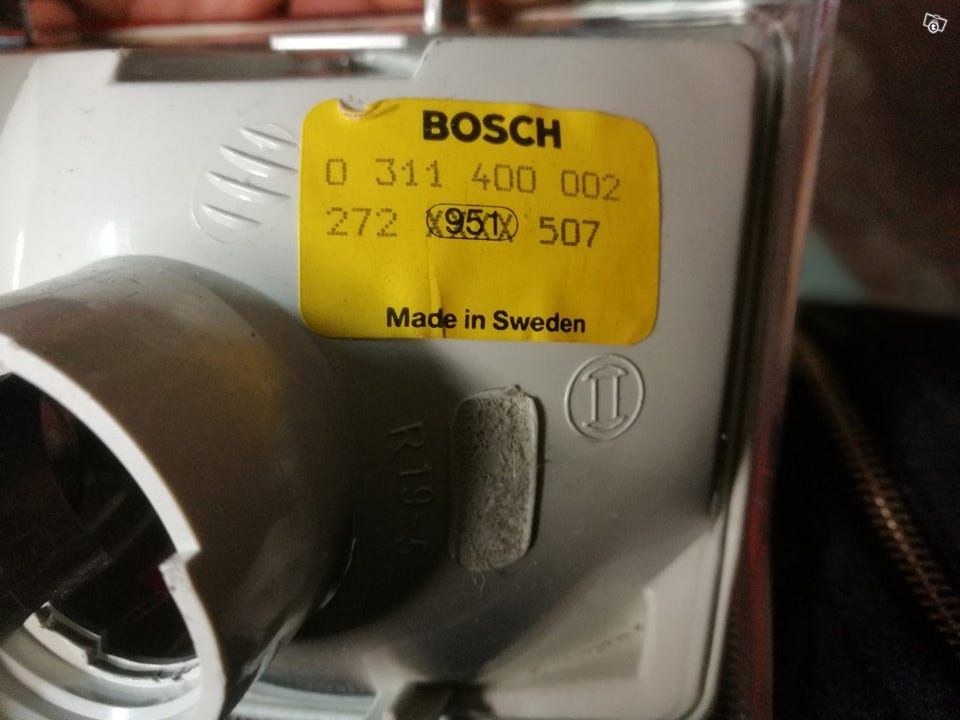 BOSCH
0 311 400 002
272 951 507
Made in Sweden
R19-5